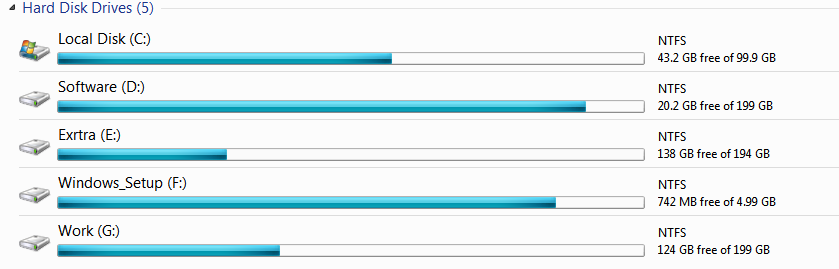 Hard Disk Drives (5)
Local Disk (C:)
NTFS
43.2 GB free of 99.9 GB
Software (D:)
NTFS
20.2 GB free of 199 GB
Exrtra (E:)
NTFS
138 GB free of 194 GB
Windows_Setup (F:)
NTFS
742 MB free of 4.99 GB
Work (G:)
NTFS
124 GB free of 199 GB